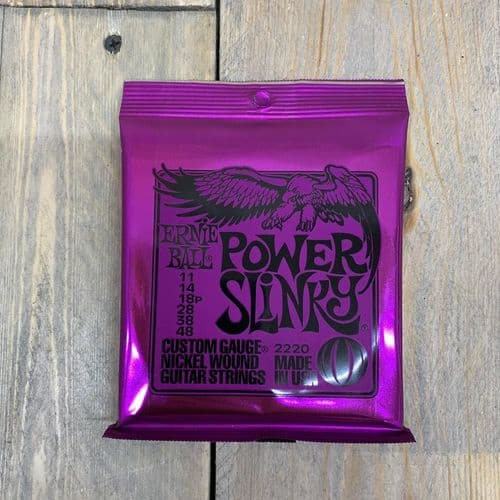 ERNIE
BALL®
POWER
SLINKY®
11
14
18P
28
38
48
CUSTOM GAUGE®
NICKEL WOUND
GUITAR STRINGS
2220
MADE
IN USA